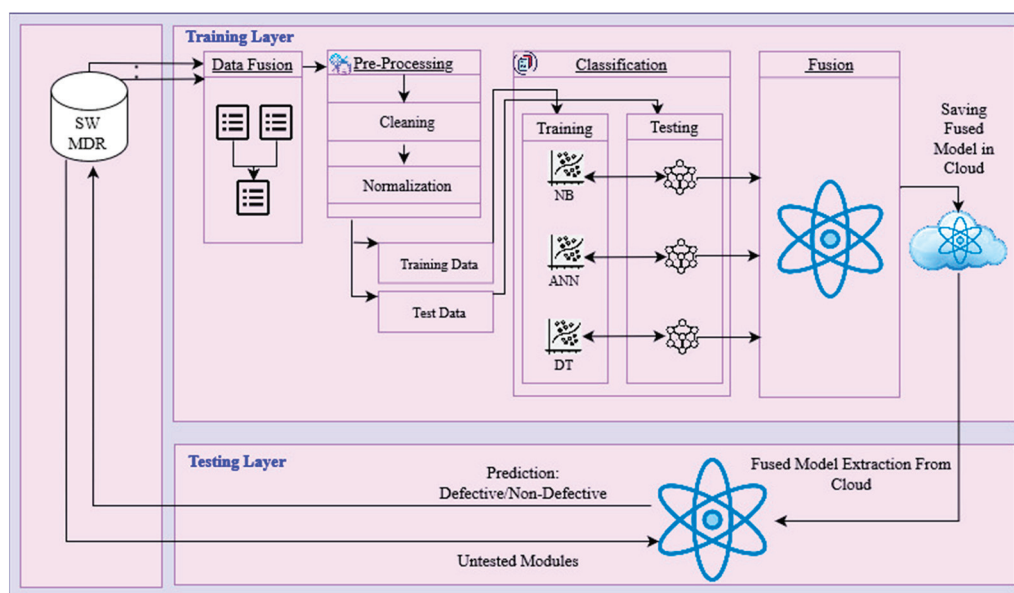 Training Layer
SW
MDR
Data Fusion
Pre-Processing
Cleaning
Normalization
Training Data
Test Data
Classification
Training
Testing
NB
ANN
DT
Fusion
Saving
Fused
Model in
Cloud
Testing Layer
Prediction:
Defective/Non-Defective
Untested Modules
Fused Model Extraction From
Cloud